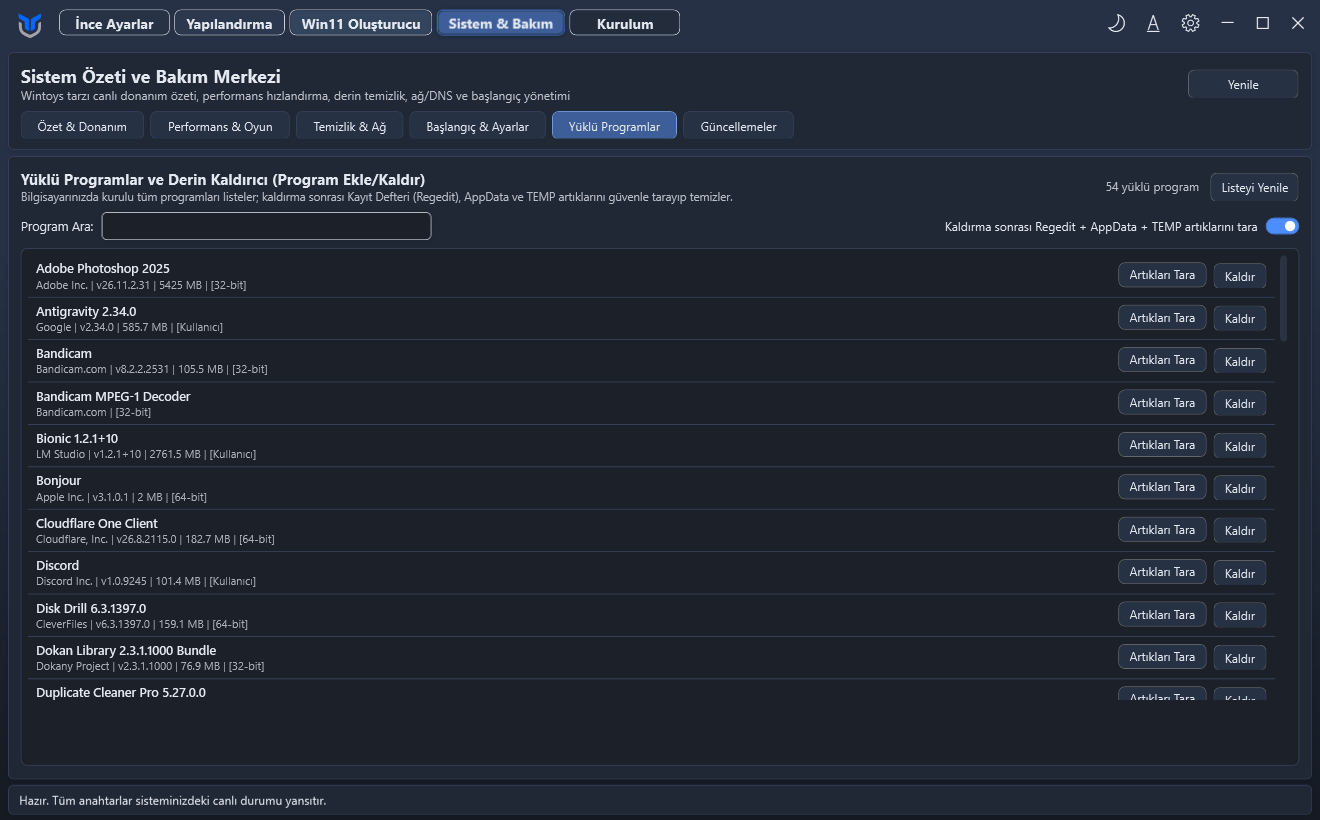 İnce Ayarlar Yapılandırma Win11 Oluşturucu Sistem & Bakım Kurulum A
Sistem Özeti ve Bakım Merkezi
Wintoys tarzı canlı donanım özeti, performans hızlandırma, derin temizlik, ağ/DNS ve başlangıç yönetimi
Yenile
Özet & Donanım Performans & Oyun Temizlik & Ağ Başlangıç & Ayarlar Yüklü Programlar Güncellemeler
Yüklü Programlar ve Derin Kaldırıcı (Program Ekle/Kaldır)
Bilgisayarınızda kurulu tüm programları listeler; kaldırma sonrası Kayıt Defteri (Regedit), AppData ve TEMP artıklarını güvenle tarayıp temizler.
54 yüklü program Listeyi Yenile
Program Ara: Kaldırma sonrası Regedit + AppData + TEMP artıklarını tara
Adobe Photoshop 2025
Adobe Inc. | v26.11.2.31 | 5425 MB | [32-bit]
Artıkları Tara Kaldır
Antigravity 2.34.0
Google | v2.34.0 | 585.7 MB | [Kullanıcı]
Artıkları Tara Kaldır
Bandicam
Bandicam.com | v8.2.2.2531 | 105.5 MB | [32-bit]
Artıkları Tara Kaldır
Bandicam MPEG-1 Decoder
Bandicam.com | [32-bit]
Artıkları Tara Kaldır
Bionic 1.2.1+10
LM Studio | v1.2.1+10 | 2761.5 MB | [Kullanıcı]
Artıkları Tara Kaldır
Bonjour
Apple Inc. | v3.1.0.1 | 2 MB | [64-bit]
Artıkları Tara Kaldır
Cloudflare One Client
Cloudflare, Inc. | v26.8.2115.0 | 182.7 MB | [64-bit]
Artıkları Tara Kaldır
Discord
Discord Inc. | v1.0.9245 | 101.4 MB | [Kullanıcı]
Artıkları Tara Kaldır
Disk Drill 6.3.1397.0
CleverFiles | v6.3.1397.0 | 159.1 MB | [64-bit]
Artıkları Tara Kaldır
Dokan Library 2.3.1.1000 Bundle
Dokany Project | v2.3.1.1000 | 76.9 MB | [32-bit]
Artıkları Tara Kaldır
Duplicate Cleaner Pro 5.27.0.0
Artıkları Tara Kaldır
Hazır. Tüm anahtarlar sisteminizdeki canlı durumu yansıtır.